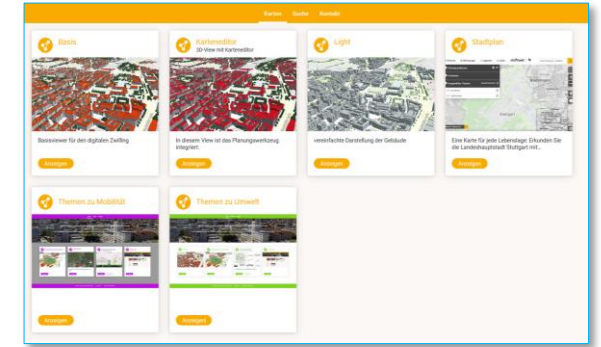 Karten Suche Kontakt
Basis
Basisviewer für den digitalen Zwilling
Anzeigen
Karteneditor
3D-View mit Karteneditor
In diesem View ist das Planungswerkzeug
integriert.
Anzeigen
Light
vereinfachte Darstellung der Gebäude
Anzeigen
Stadtplan
Stuttgart
Eine Karte für jede Lebenslage: Erkunden Sie
die Landeshauptstadt Stuttgart mit...
Anzeigen
Themen zu Mobilität
Anzeigen
Themen zu Umwelt
Anzeigen